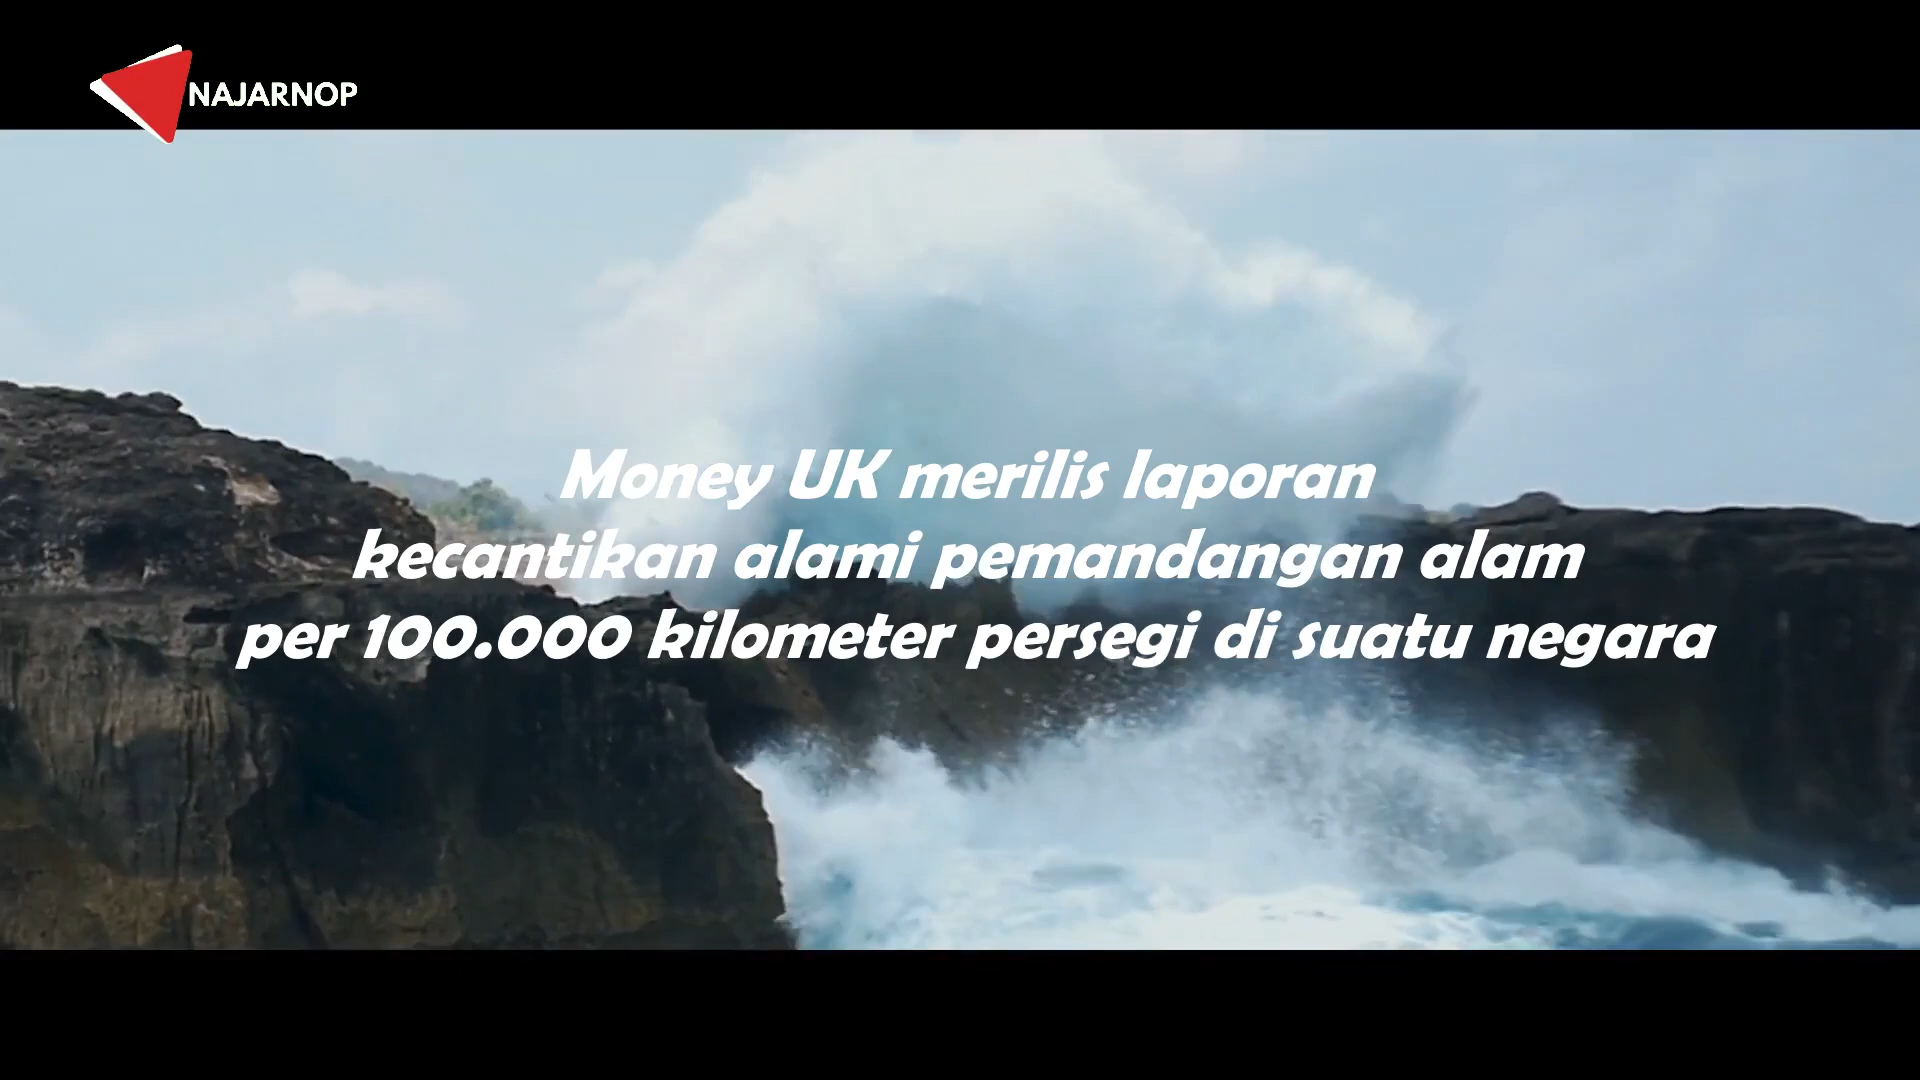 NAJARNOP
Money UK merilis laporan
kecantikan alami pemandangan alam
per 100.000 kilometer persegi di suatu negara